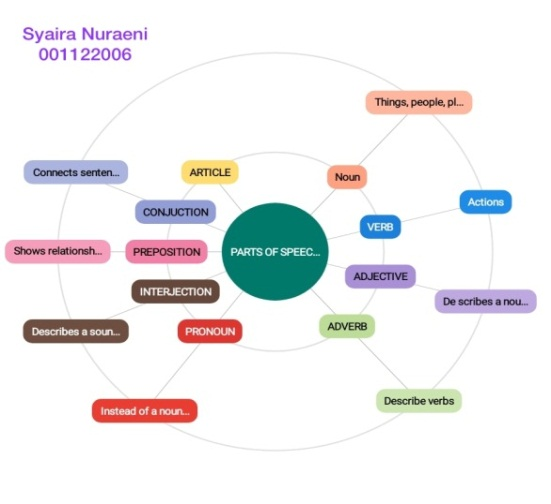 Syaira Nuraeni
001122006
Things, people, pl...
Connects senten...
ARTICLE
Noun
Actions
CONJUCTION
VERB
Shows relationsh...
PREPOSITION
PARTS OF SPEEC...
ADJECTIVE
INTERJECTION
De scribes a nou...
Describes a soun...
PRONOUN
ADVERB
Instead of a noun...
Describe verbs